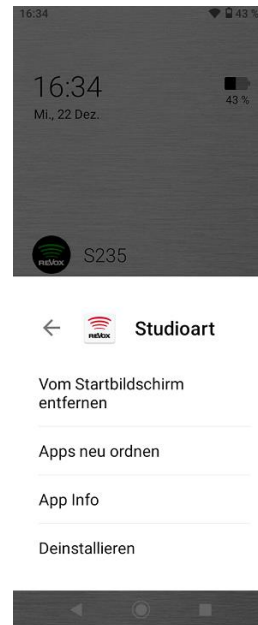 16:34
43 %
16:34
Mi., 22 Dez.
43 %
REVOX
S235
REVOX
Studioart
Vom Startbildschirm
entfernen
Apps neu ordnen
App Info
Deinstallieren